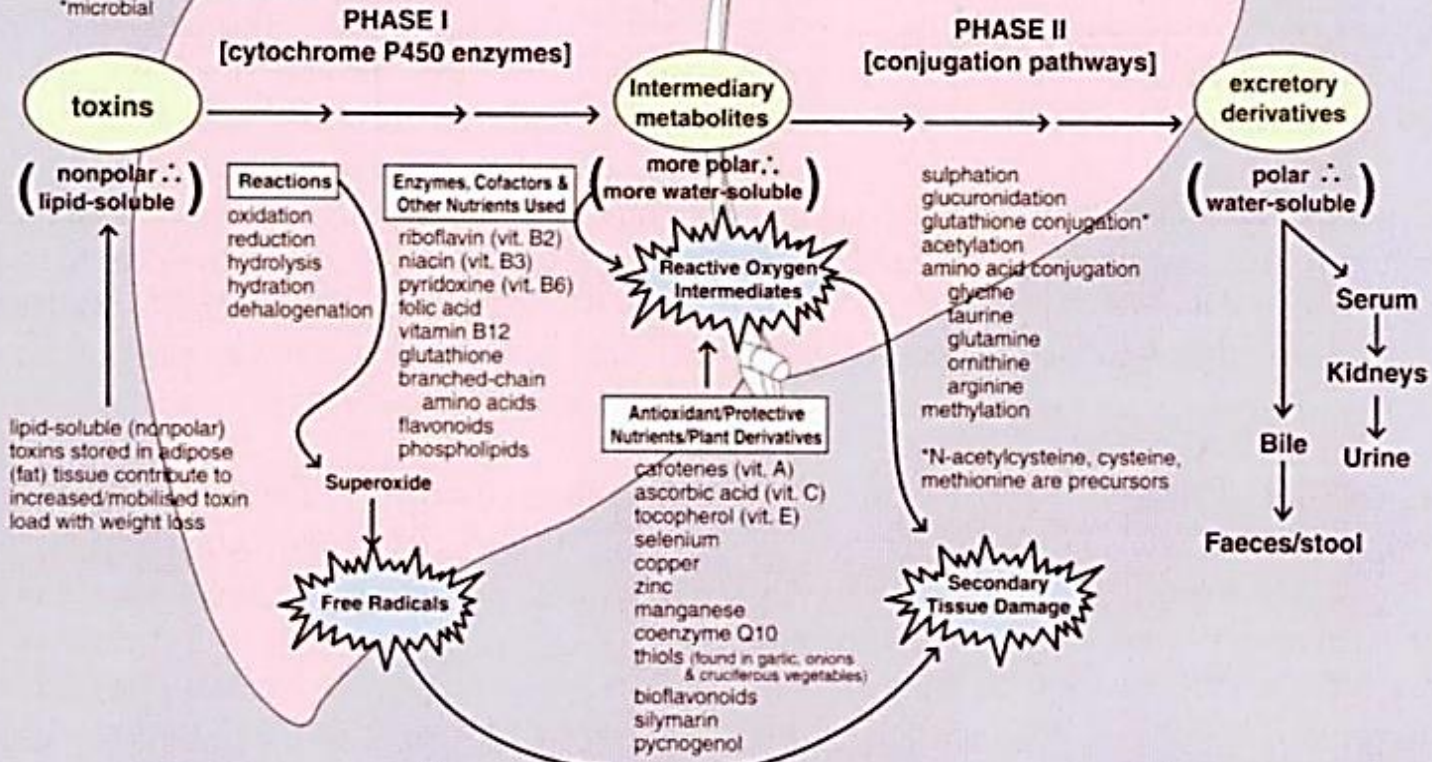 *microbial
PHASE I
[cytochrome P450 enzymes]
PHASE II
[conjugation pathways]
toxins
Intermediary
metabolites
excretory
derivatives
(nonpolar ∴
lipid-soluble)
(more polar ∴
more water-soluble)
(polar ∴
water-soluble)
Reactions
oxidation
reduction
hydrolysis
hydration
dehalogenation
Enzymes, Cofactors &
Other Nutrients Used
riboflavin (vit. B2)
niacin (vit. B3)
pyridoxine (vit. B6)
folic acid
vitamin B12
glutathione
branched-chain
amino acids
flavonoids
phospholipids
Reactive Oxygen
Intermediates
sulphation
glucuronidation
glutathione conjugation*
acetylation
amino acid conjugation
glycine
taurine
glutamine
ornithine
arginine
methylation
*N-acetylcysteine, cysteine,
methionine are precursors
Serum
Kidneys
Urine
Bile
Faeces/stool
lipid-soluble (nonpolar)
toxins stored in adipose
(fat) tissue contribute to
increased/mobilised toxin
load with weight loss
Superoxide
Free Radicals
Antioxidant/Protective
Nutrients/Plant Derivatives
carotenes (vit. A)
ascorbic acid (vit. C)
tocopherol (vit. E)
selenium
copper
zinc
manganese
coenzyme Q10
thiols (found in garlic, onions
& cruciferous vegetables)
bioflavonoids
silymarin
pycnogenol
Secondary
Tissue Damage